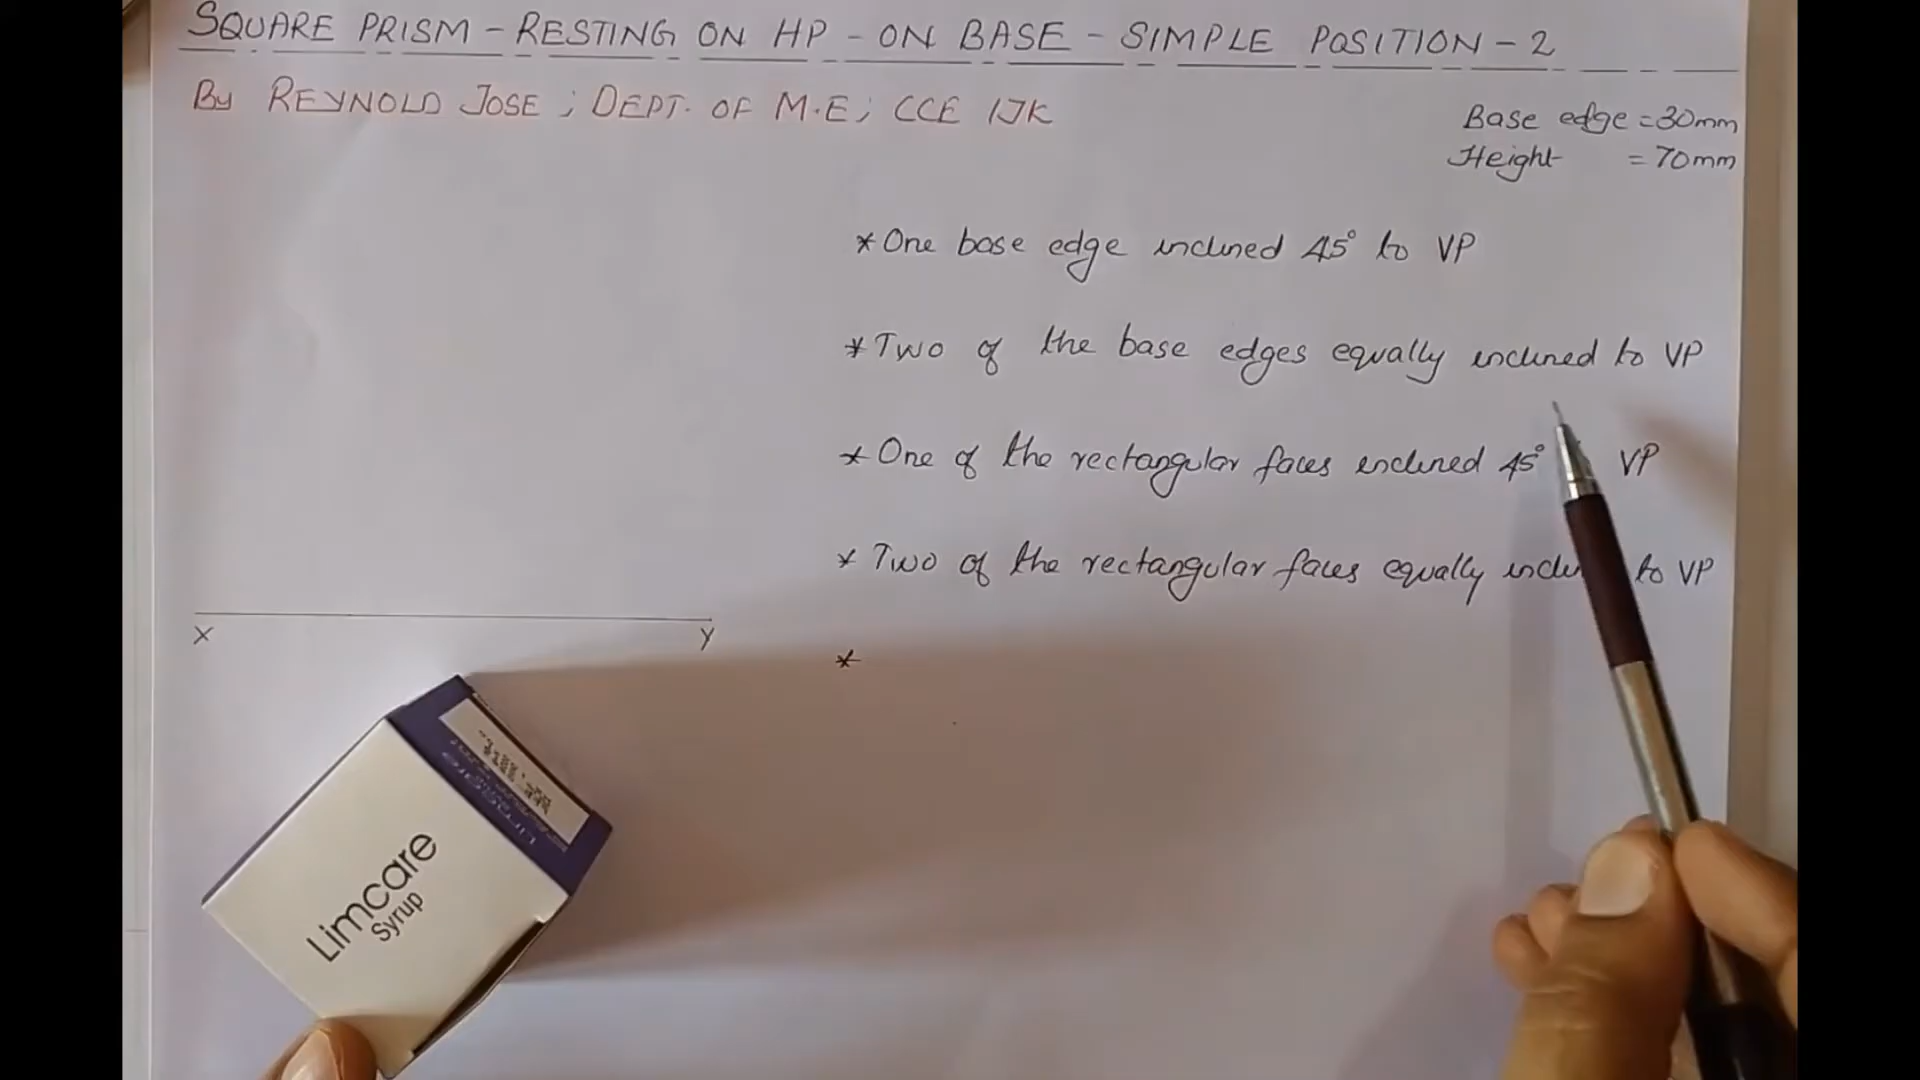 SQUARE PRISM - RESTING ON HP - ON BASE - SIMPLE POSITION - 2
By REYNOLD JOSE ; DEPT. OF M.E ; CCE IJK
Base edge = 30mm
Height = 70mm
* One base edge inclined 45° to VP
* Two of the base edges equally inclined to VP
* One of the rectangular faces inclined 45° VP
* Two of the rectangular faces equally to VP
X Y
*
Limcare
Syrup